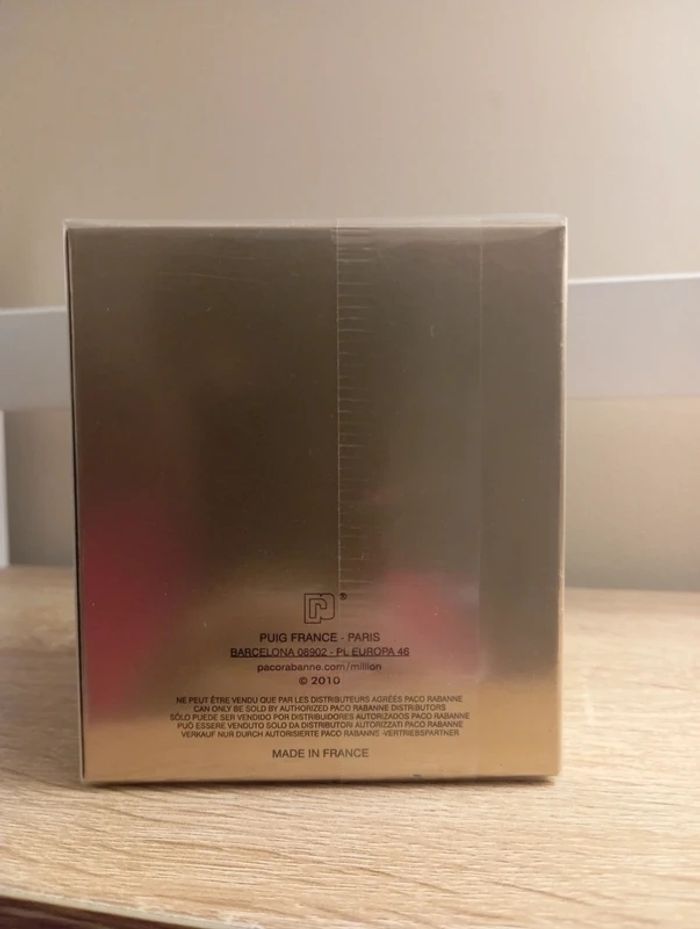 ®
PUIG FRANCE - PARIS
BARCELONA 08902 - PL EUROPA 46
pacorabanne.com/million
© 2010
NE PEUT ÊTRE VENDU QUE PAR LES DISTRIBUTEURS AGRÉÉS PACO RABANNE
CAN ONLY BE SOLD BY AUTHORIZED PACO RABANNE DISTRIBUTORS
SÓLO PUEDE SER VENDIDO POR DISTRIBUIDORES AUTORIZADOS PACO RABANNE
PUÒ ESSERE VENDUTO SOLO DA DISTRIBUTORI AUTORIZZATI PACO RABANNE
VERKAUF NUR DURCH AUTORISIERTE PACO RABANNE -VERTRIEBSPARTNER
MADE IN FRANCE